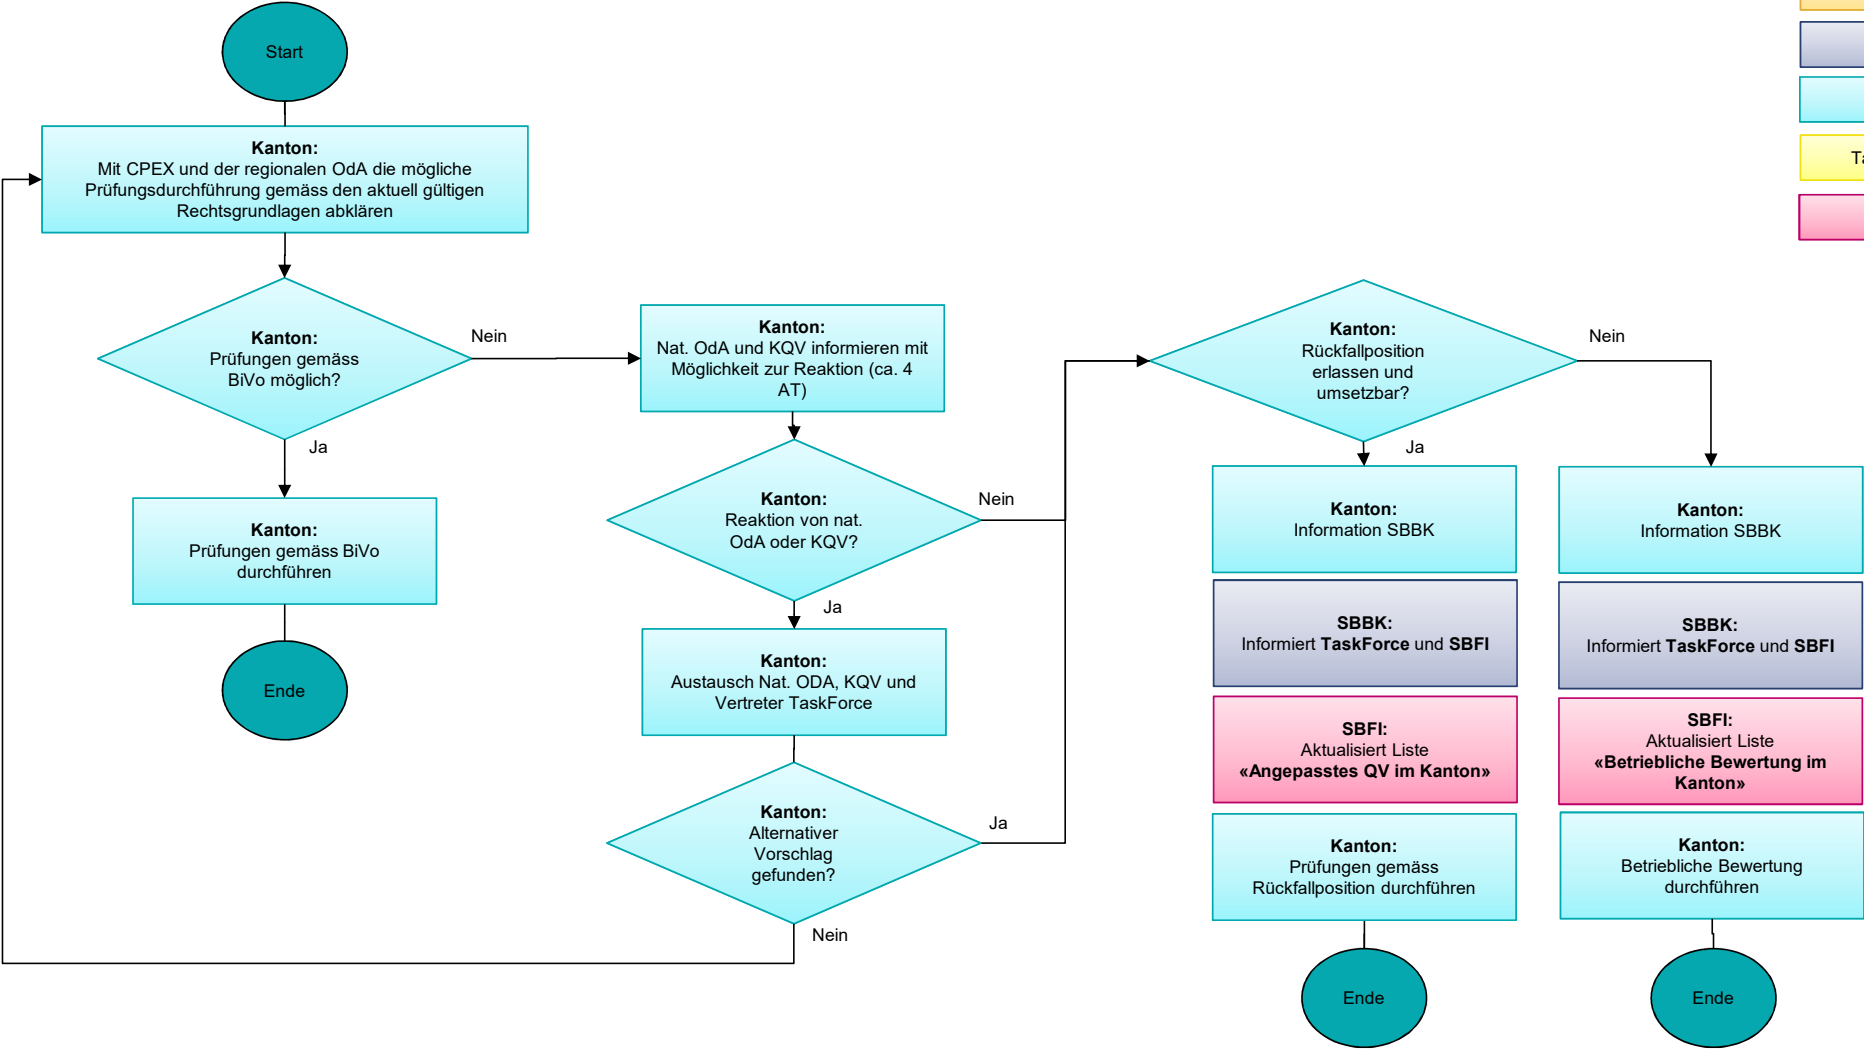 Start
Kanton:
Mit CPEX und der regionalen OdA die mögliche
Prüfungsdurchführung gemäss den aktuell gültigen
Rechtsgrundlagen abklären
Kanton:
Prüfungen gemäss
BiVo möglich?
Nein
Ja
Kanton:
Prüfungen gemäss BiVo
durchführen
Ende
Kanton:
Nat. OdA und KQV informieren mit
Möglichkeit zur Reaktion (ca. 4
AT)
Kanton:
Reaktion von nat.
OdA oder KQV?
Nein
Ja
Kanton:
Austausch Nat. ODA, KQV und
Vertreter TaskForce
Kanton:
Alternativer
Vorschlag
gefunden?
Ja
Nein
Kanton:
Rückfallposition
erlassen und
umsetzbar?
Nein
Ja
Kanton:
Information SBBK
SBBK:
Informiert TaskForce und SBFI
SBFI:
Aktualisiert Liste
«Angepasstes QV im Kanton»
Kanton:
Prüfungen gemäss
Rückfallposition durchführen
Ende
Kanton:
Information SBBK
SBBK:
Informiert TaskForce und SBFI
SBFI:
Aktualisiert Liste
«Betriebliche Bewertung im
Kanton»
Kanton:
Betriebliche Bewertung
durchführen
Ende